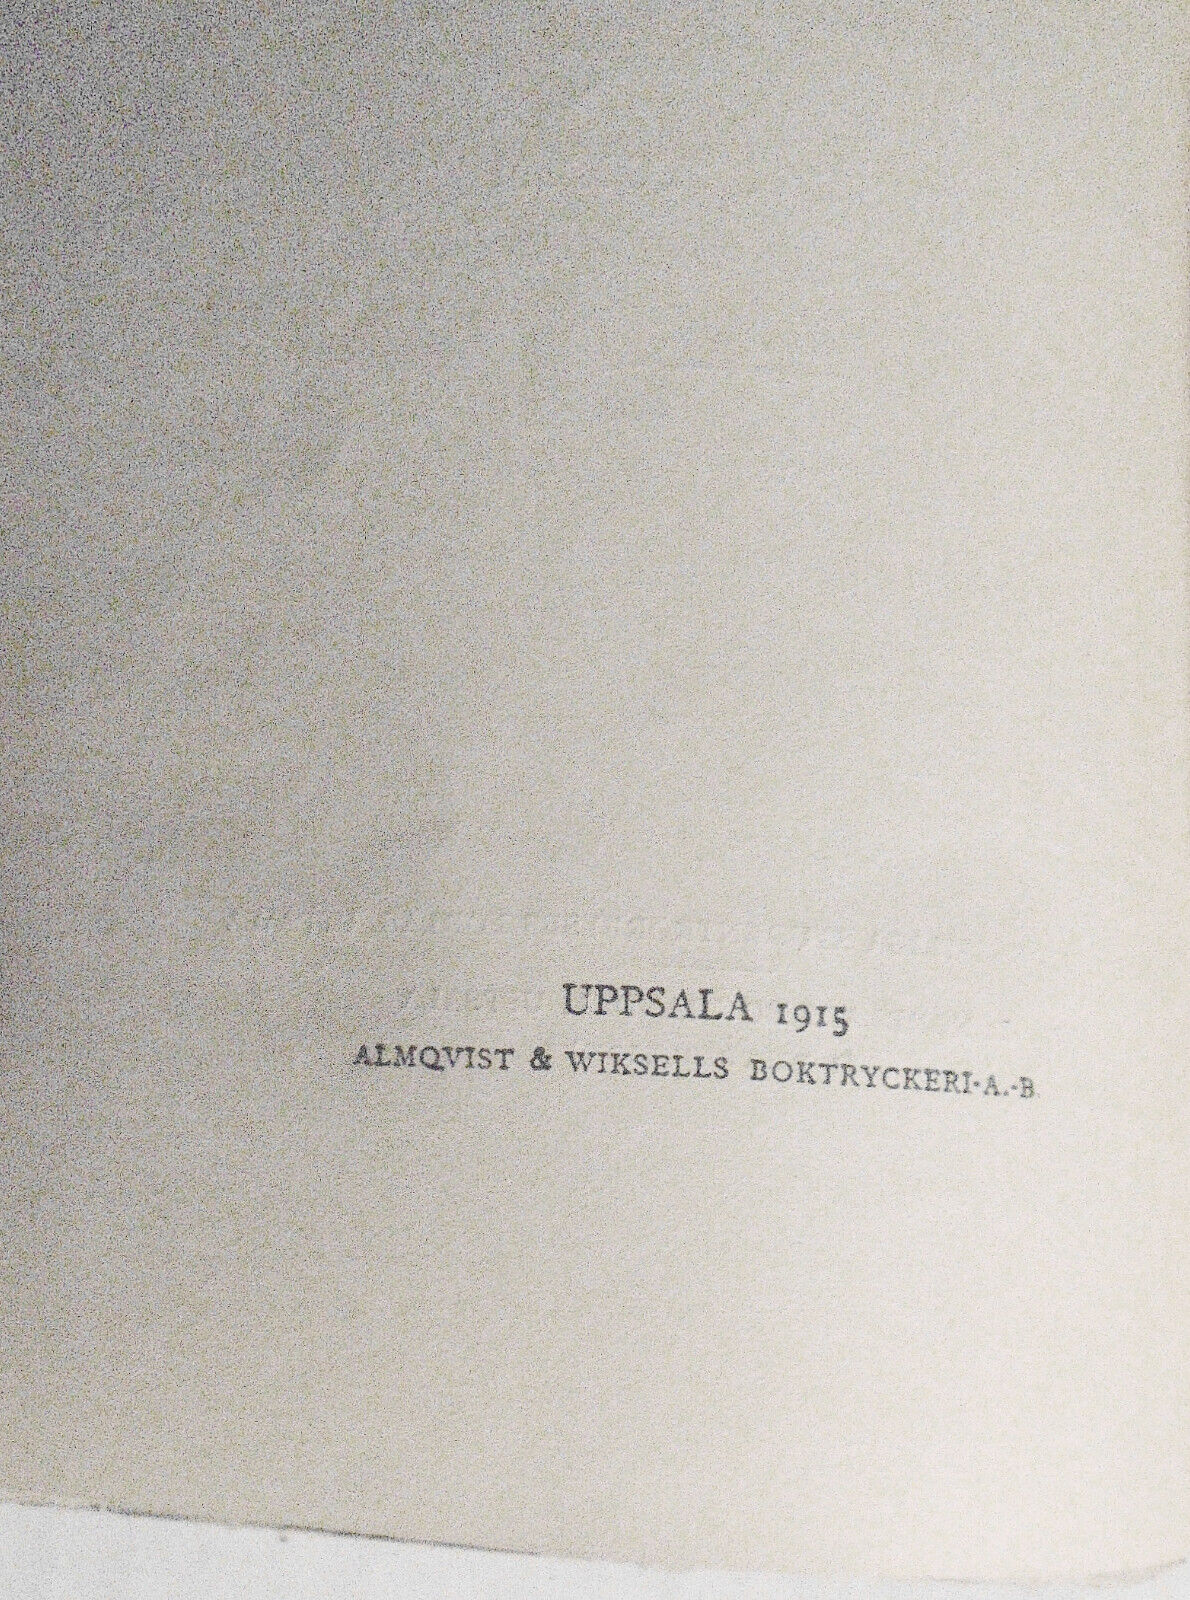 UPPSALA 1915
ALMQVIST & WIKSELLS BOKTRYCKERI-A.-B.